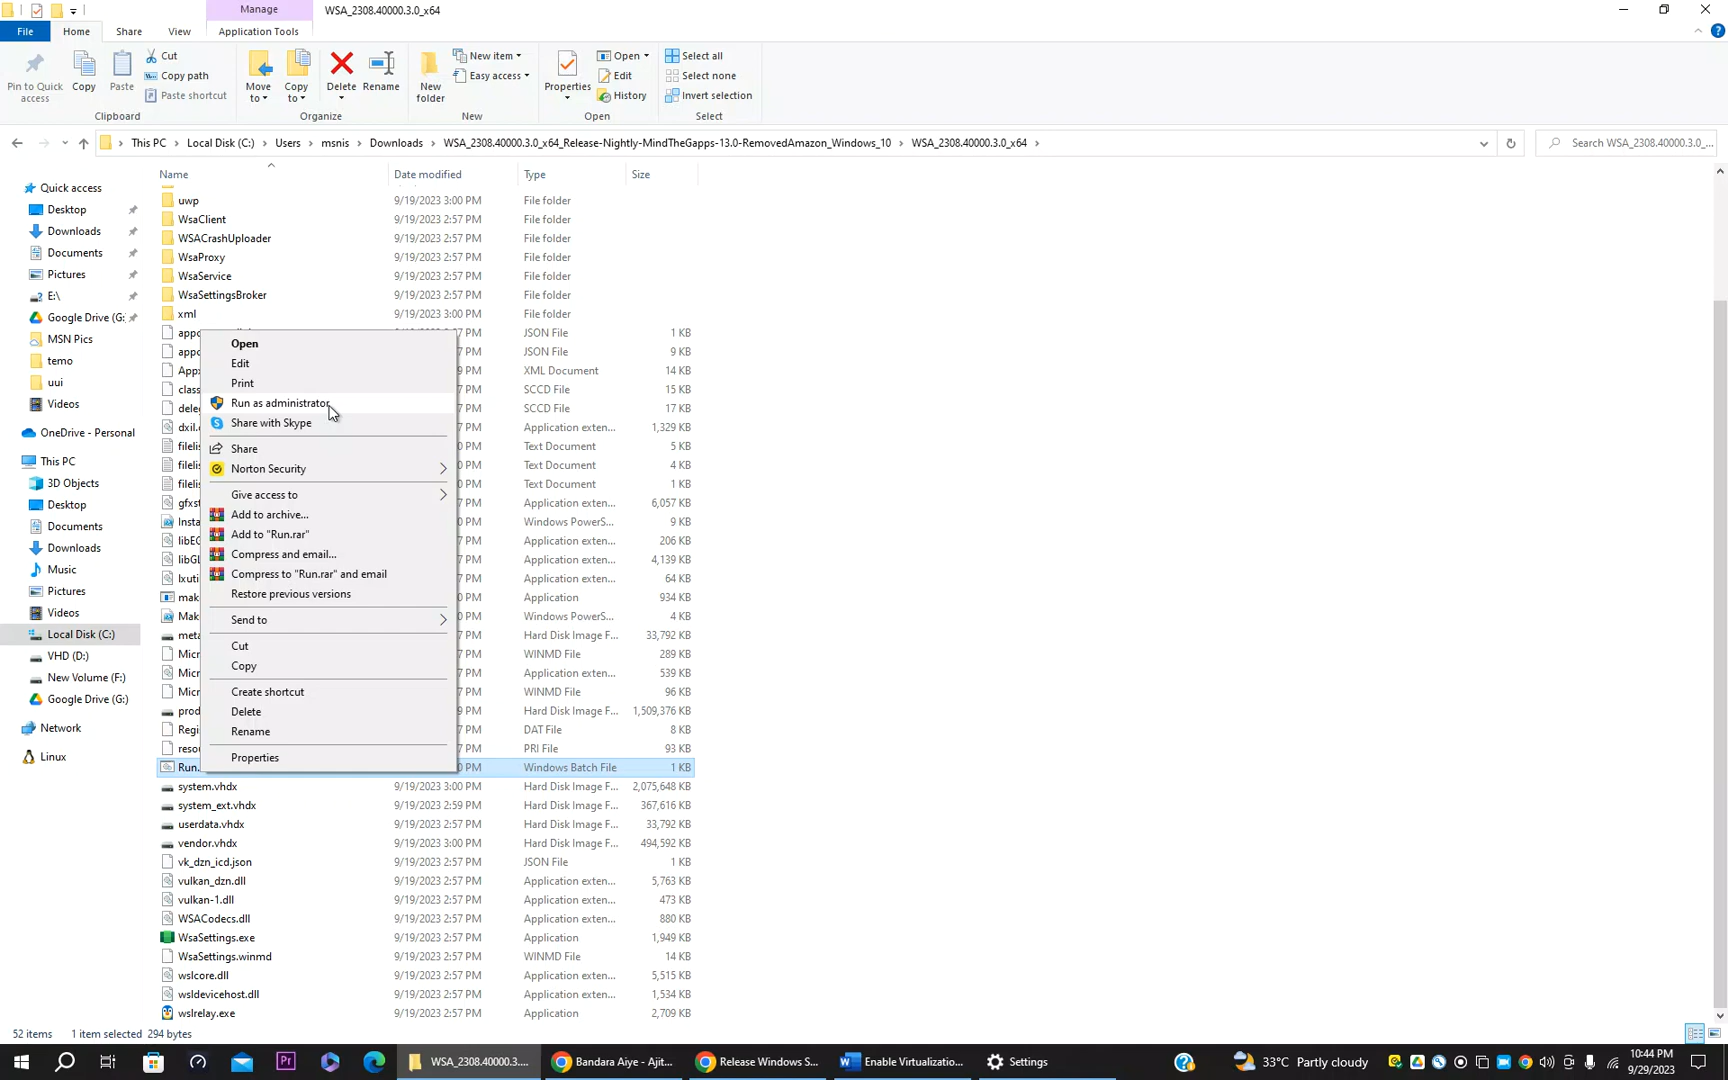 Manage
WSA_2308.40000.3.0_x64
File
Home
Share
View
Application Tools
Pin to Quick access
Copy
Paste
Cut
Copy path
Paste shortcut
Clipboard
Move to
Copy to
Delete
Rename
Organize
New folder
New item
Easy access
New
Properties
Open
Edit
History
Open
Select all
Select none
Invert selection
Select
This PC > Local Disk (C:) > Users > msnis > Downloads > WSA_2308.40000.3.0_x64_Release-Nightly-MindTheGapps-13.0-RemovedAmazon_Windows_10 > WSA_2308.40000.3.0_x64 >
Search WSA_2308.40000.3.0_...
Quick access
Desktop
Downloads
Documents
Pictures
E:\
Google Drive (G:
MSN Pics
temo
uui
Videos
OneDrive - Personal
This PC
3D Objects
Desktop
Documents
Downloads
Music
Pictures
Videos
Local Disk (C:)
VHD (D:)
New Volume (F:)
Google Drive (G:)
Network
Linux
Name Date modified Type Size
uwp 9/19/2023 3:00 PM File folder
WsaClient 9/19/2023 2:57 PM File folder
WSACrashUploader 9/19/2023 2:57 PM File folder
WsaProxy 9/19/2023 2:57 PM File folder
WsaService 9/19/2023 2:57 PM File folder
WsaSettingsBroker 9/19/2023 2:57 PM File folder
xml 9/19/2023 3:00 PM File folder
JSON File 1 KB
JSON File 9 KB
XML Document 14 KB
SCCD File 15 KB
SCCD File 17 KB
Application exten... 1,329 KB
Text Document 5 KB
Text Document 4 KB
Text Document 1 KB
Application exten... 6,057 KB
Windows PowerS... 9 KB
Application exten... 206 KB
Application exten... 4,139 KB
Application exten... 64 KB
Application 934 KB
Windows PowerS... 4 KB
Hard Disk Image F... 33,792 KB
WINMD File 289 KB
Application exten... 539 KB
WINMD File 96 KB
Hard Disk Image F... 1,509,376 KB
DAT File 8 KB
PRI File 93 KB
Run. Windows Batch File 1 KB
system.vhdx 9/19/2023 3:00 PM Hard Disk Image F... 2,075,648 KB
system_ext.vhdx 9/19/2023 2:59 PM Hard Disk Image F... 367,616 KB
userdata.vhdx 9/19/2023 2:57 PM Hard Disk Image F... 33,792 KB
vendor.vhdx 9/19/2023 3:00 PM Hard Disk Image F... 494,592 KB
vk_dzn_icd.json 9/19/2023 2:57 PM JSON File 1 KB
vulkan_dzn.dll 9/19/2023 2:57 PM Application exten... 5,763 KB
vulkan-1.dll 9/19/2023 2:57 PM Application exten... 473 KB
WSACodecs.dll 9/19/2023 2:57 PM Application exten... 880 KB
WsaSettings.exe 9/19/2023 2:57 PM Application 1,949 KB
WsaSettings.winmd 9/19/2023 2:57 PM WINMD File 14 KB
wslcore.dll 9/19/2023 2:57 PM Application exten... 5,515 KB
wsldevicehost.dll 9/19/2023 2:57 PM Application exten... 1,534 KB
wslrelay.exe 9/19/2023 2:57 PM Application 2,709 KB
Open
Edit
Print
Run as administrator
Share with Skype
Share
Norton Security
Give access to
Add to archive...
Add to "Run.rar"
Compress and email...
Compress to "Run.rar" and email
Restore previous versions
Send to
Cut
Copy
Create shortcut
Delete
Rename
Properties
52 items 1 item selected 294 bytes
WSA_2308.40000.3....
Bandara Aiye - Ajit...
Release Windows S...
Enable Virtualizatio...
Settings
33°C Partly cloudy
10:44 PM
9/29/2023